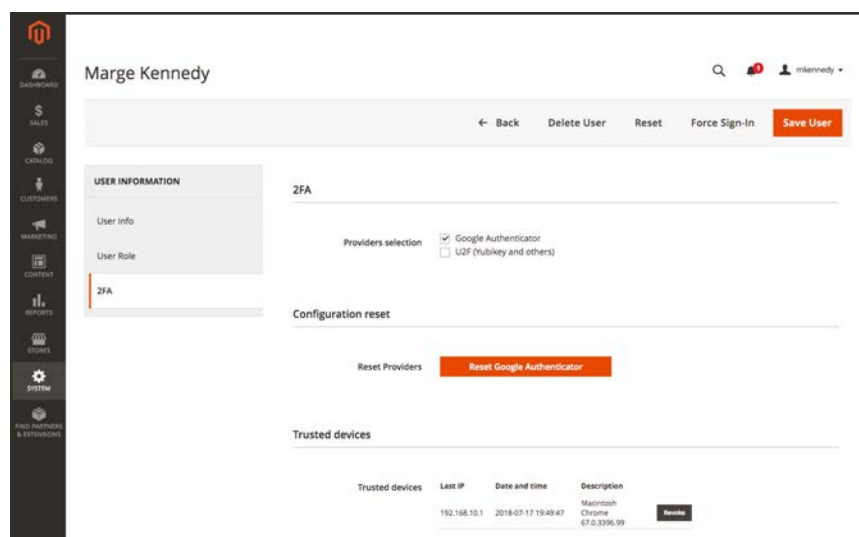 DASHBOARD
SALES
CATALOG
CUSTOMERS
MARKETING
CONTENT
REPORTS
STORES
SYSTEM
FIND PARTNERS
& EXTENSIONS
Marge Kennedy
1
mkennedy
← Back Delete User Reset Force Sign-In Save User
USER INFORMATION
User Info
User Role
2FA
2FA
Providers selection
Google Authenticator
U2F (Yubikey and others)
Configuration reset
Reset Providers Reset Google Authenticator
Trusted devices
Trusted devices
Last IP Date and time Description
192.168.10.1 2018-07-17 19:49:47 Macintosh
Chrome
67.0.3396.99
Revoke